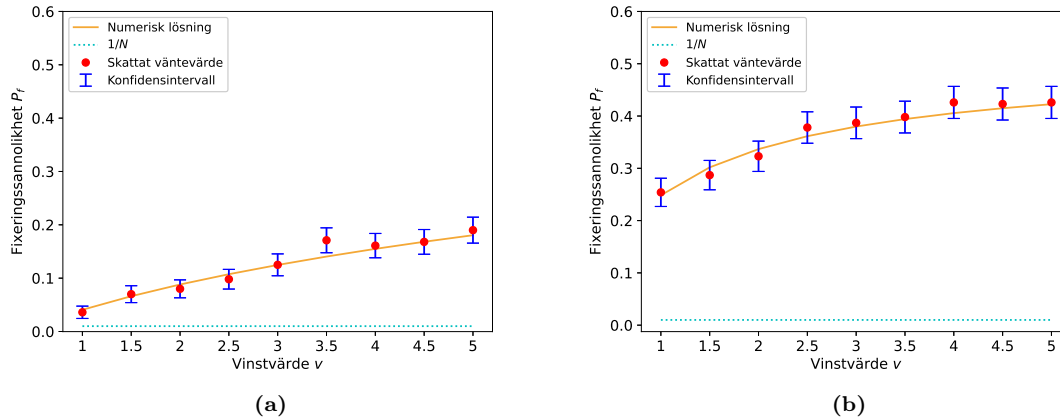 0.6
0.5
0.4
0.3
0.2
0.1
0.0
Fixeringssannolikhet P_f
Numerisk lösning
1/N
Skattat väntevärde
Konfidensintervall
1 1.5 2 2.5 3 3.5 4 4.5 5
Vinstvärde v
(a)
0.6
0.5
0.4
0.3
0.2
0.1
0.0
Fixeringssannolikhet P_f
Numerisk lösning
1/N
Skattat väntevärde
Konfidensintervall
1 1.5 2 2.5 3 3.5 4 4.5 5
Vinstvärde v
(b)